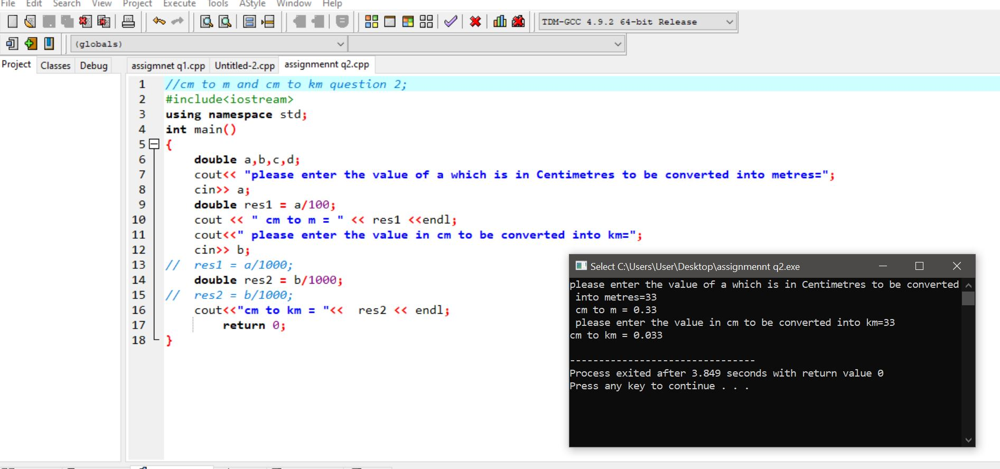 File Edit Search View Project Execute Tools AStyle Window Help
TDM-GCC 4.9.2 64-bit Release
(globals)
Project Classes Debug
assigmnet q1.cpp Untitled-2.cpp assignmennt q2.cpp
1 //cm to m and cm to km question 2;
2 #include<iostream>
3 using namespace std;
4 int main()
5 {
6 double a,b,c,d;
7 cout<< "please enter the value of a which is in Centimetres to be converted into metres=";
8 cin>> a;
9 double res1 = a/100;
10 cout << " cm to m = " << res1 <<endl;
11 cout<<" please enter the value in cm to be converted into km=";
12 cin>> b;
13 // res1 = a/1000;
14 double res2 = b/1000;
15 // res2 = b/1000;
16 cout<<"cm to km = "<<  res2 << endl;
17 return 0;
18 }
Select C:\Users\User\Desktop\assignmennt q2.exe
please enter the value of a which is in Centimetres to be converted
 into metres=33
 cm to m = 0.33
 please enter the value in cm to be converted into km=33
cm to km = 0.033
--------------------------------
Process exited after 3.849 seconds with return value 0
Press any key to continue . . .